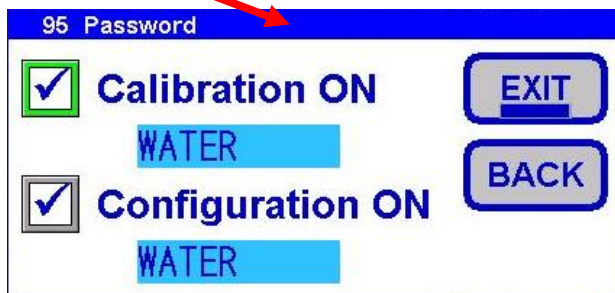 95 Password
Calibration ON
WATER
Configuration ON
WATER
EXIT
BACK